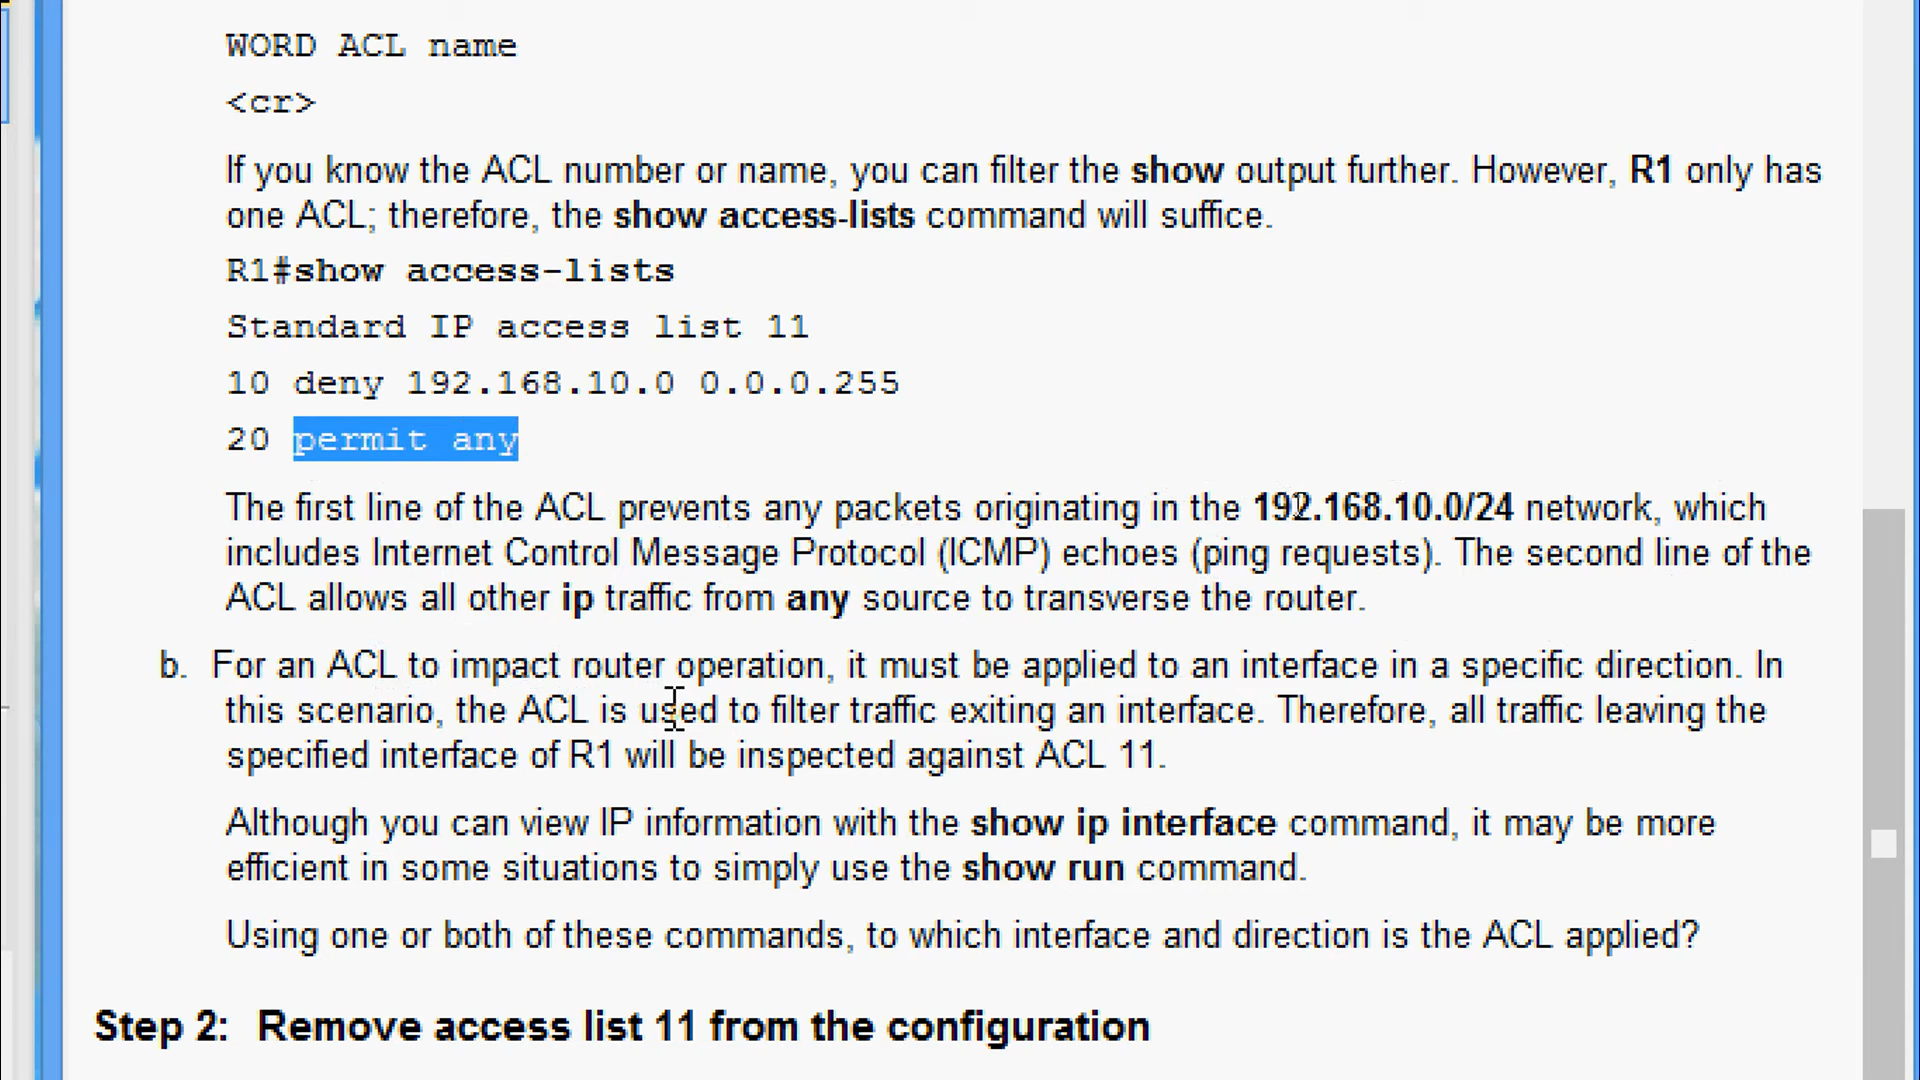 WORD ACL name
<cr>
If you know the ACL number or name, you can filter the show output further. However, R1 only has
one ACL; therefore, the show access-lists command will suffice.
R1#show access-lists
Standard IP access list 11
10 deny 192.168.10.0 0.0.0.255
20 permit any
The first line of the ACL prevents any packets originating in the 192.168.10.0/24 network, which
includes Internet Control Message Protocol (ICMP) echoes (ping requests). The second line of the
ACL allows all other ip traffic from any source to transverse the router.
b. For an ACL to impact router operation, it must be applied to an interface in a specific direction. In
this scenario, the ACL is used to filter traffic exiting an interface. Therefore, all traffic leaving the
specified interface of R1 will be inspected against ACL 11.
Although you can view IP information with the show ip interface command, it may be more
efficient in some situations to simply use the show run command.
Using one or both of these commands, to which interface and direction is the ACL applied?
Step 2: Remove access list 11 from the configuration